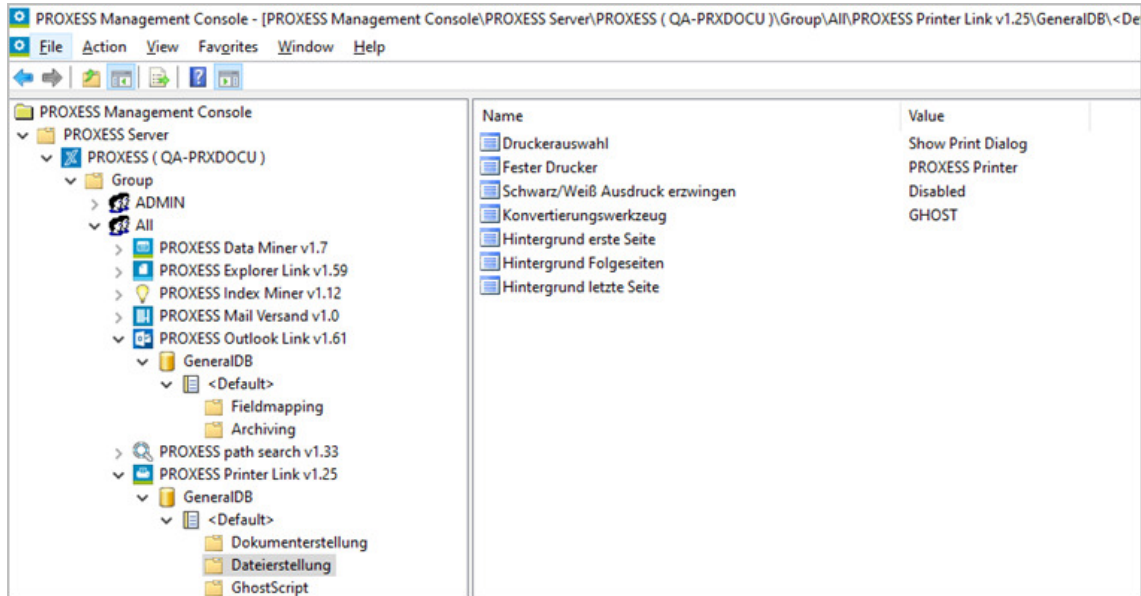 PROXESS Management Console - [PROXESS Management Console\PROXESS Server\PROXESS ( QA-PRXDOCU )\Group\All\PROXESS Printer Link v1.25\GeneralDB\<De
File Action View Favorites Window Help
PROXESS Management Console
PROXESS Server
PROXESS ( QA-PRXDOCU )
Group
ADMIN
All
PROXESS Data Miner v1.7
PROXESS Explorer Link v1.59
PROXESS Index Miner v1.12
PROXESS Mail Versand v1.0
PROXESS Outlook Link v1.61
GeneralDB
<Default>
Fieldmapping
Archiving
PROXESS path search v1.33
PROXESS Printer Link v1.25
GeneralDB
<Default>
Dokumenterstellung
Dateierstellung
GhostScript
Name Value
Druckerauswahl Show Print Dialog
Fester Drucker PROXESS Printer
Schwarz/Weiß Ausdruck erzwingen Disabled
Konvertierungswerkzeug GHOST
Hintergrund erste Seite
Hintergrund Folgeseiten
Hintergrund letzte Seite